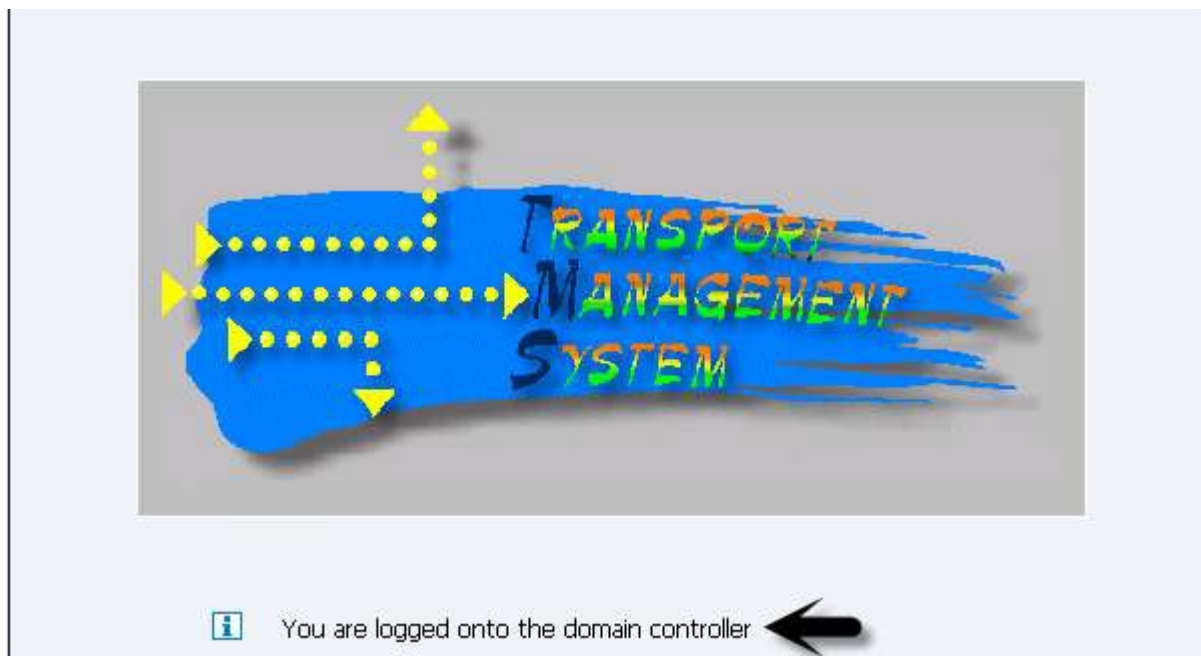 TRANSPORT
MANAGEMENT
SYSTEM
You are logged onto the domain controller